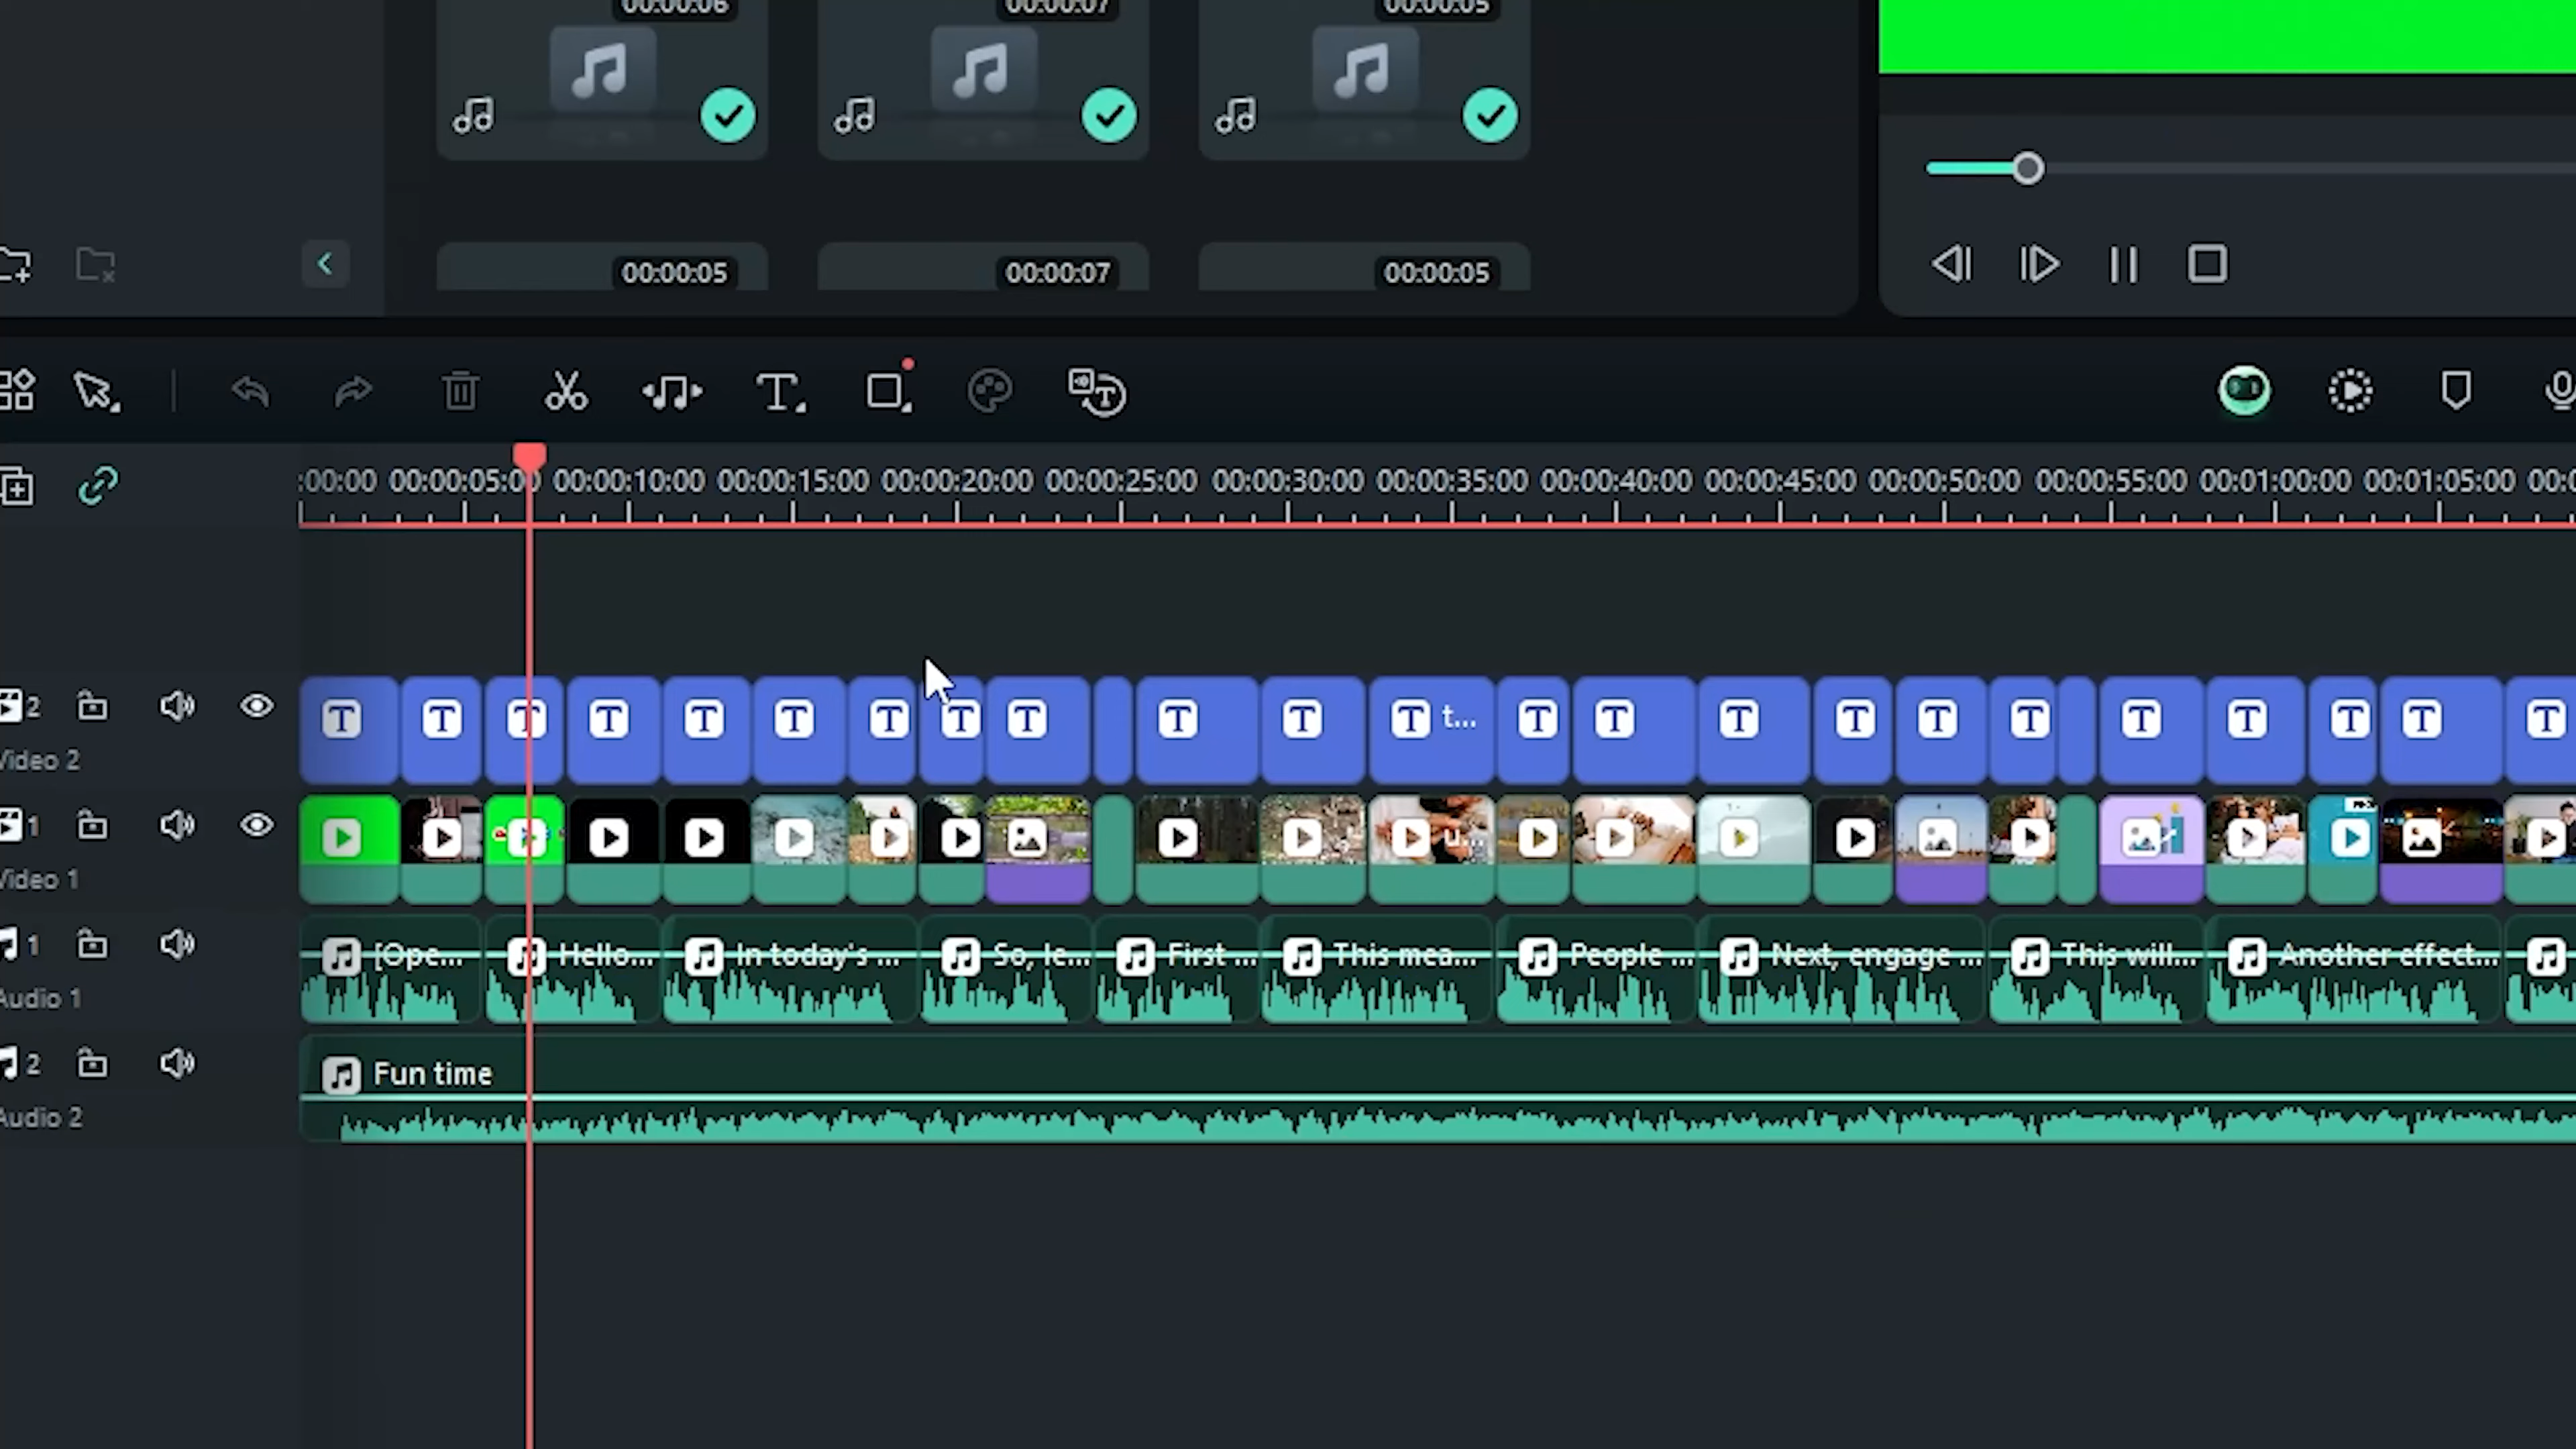 00:00:06 00:00:07 00:00:05
00:00:05 00:00:07 00:00:05
:00:00 00:00:05:00 00:00:10:00 00:00:15:00 00:00:20:00 00:00:25:00 00:00:30:00 00:00:35:00 00:00:40:00 00:00:45:00 00:00:50:00 00:00:55:00 00:01:00:00 00:01:05:00 00:0
2 T T T T T T T T T T T T t... T T T T T T T T T T T
Video 2
1 u...
Video 1
1 [Ope... Hello... In today's ... So, le... First ... This mea... People ... Next, engage ... This will... Another effect...
Audio 1
2 Fun time
Audio 2